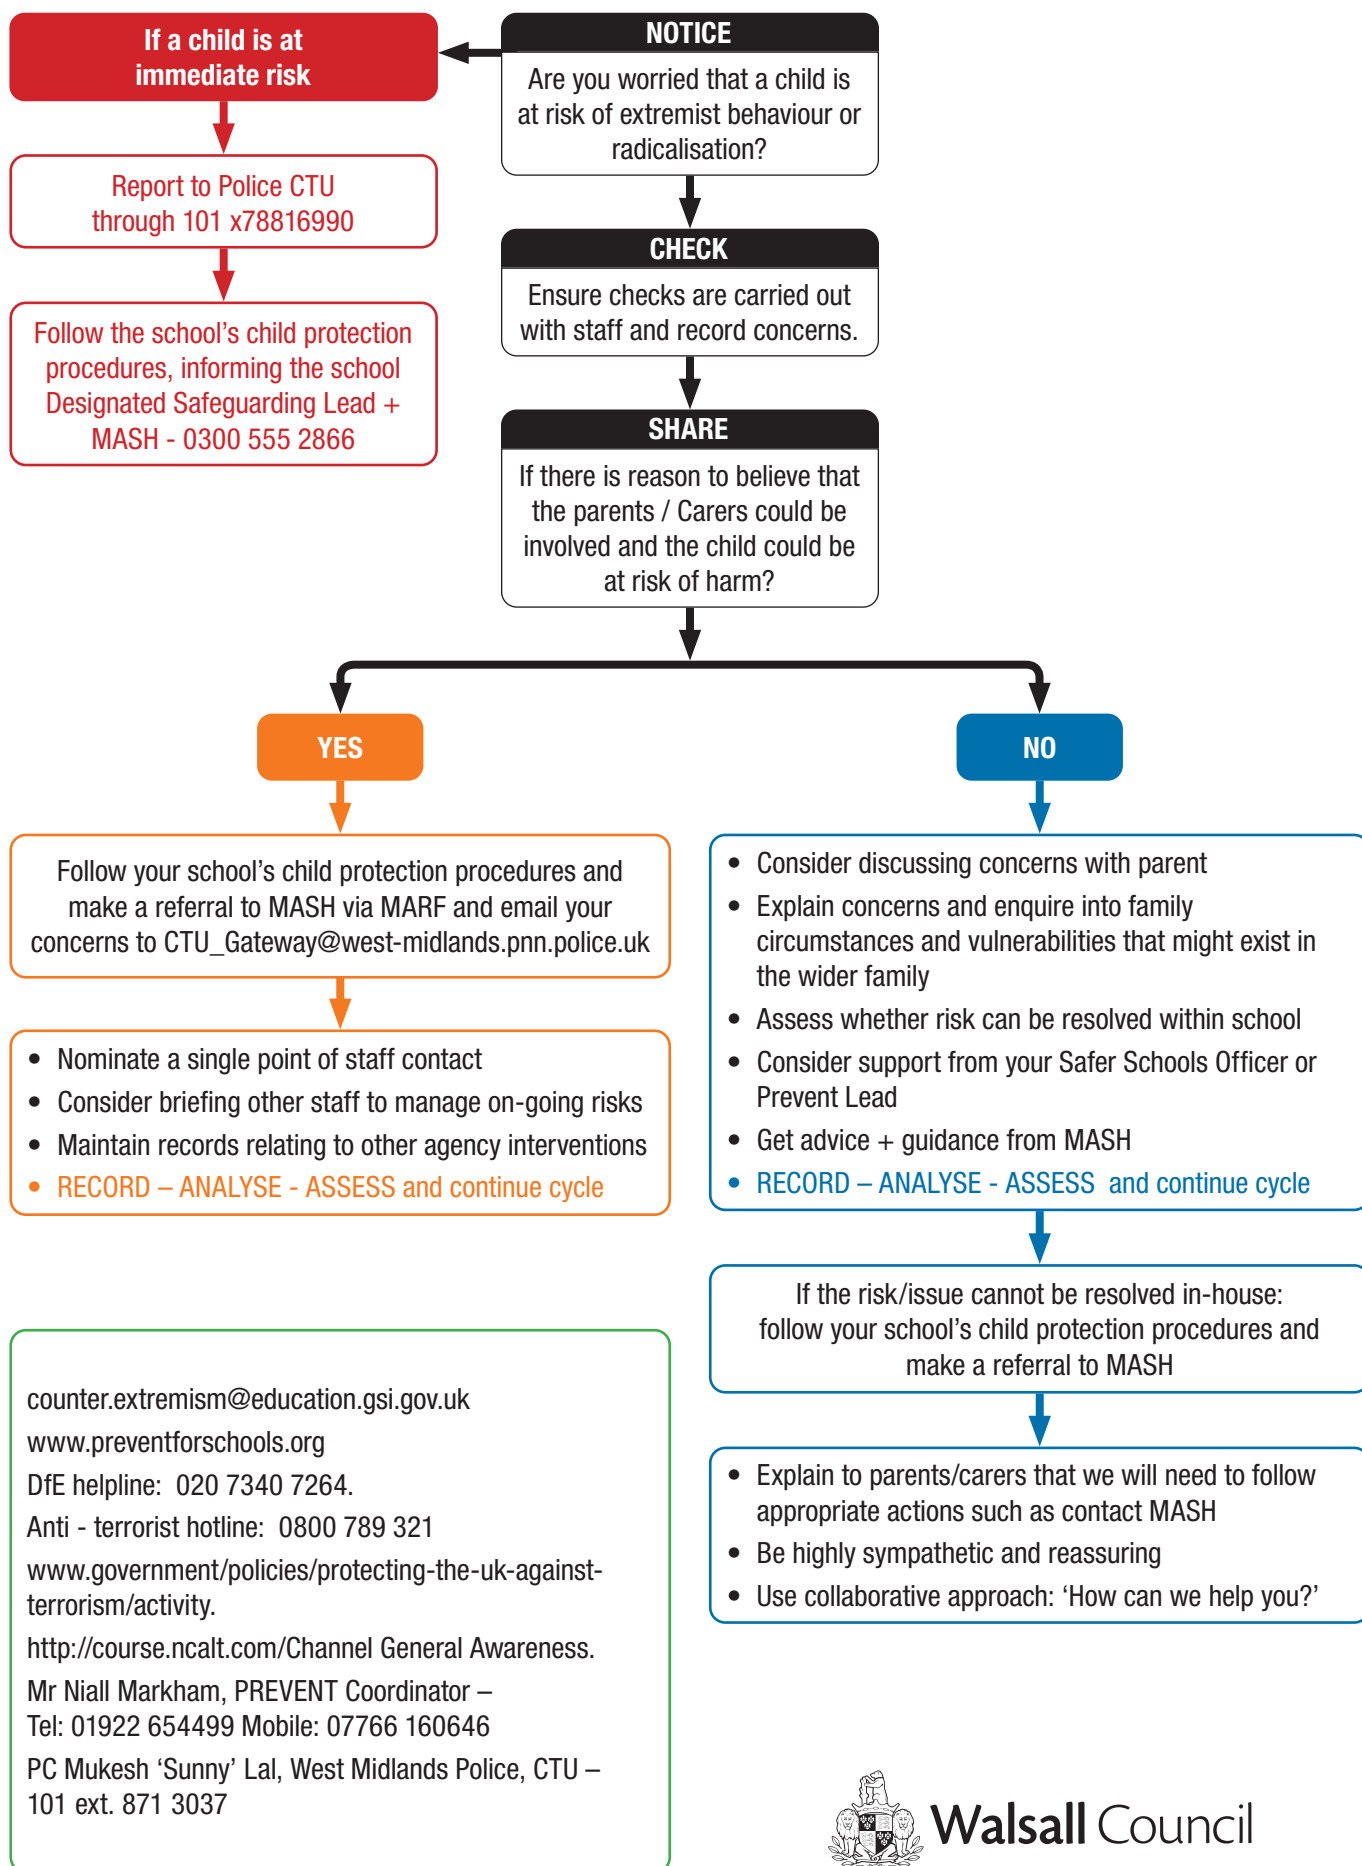 If a child is at
immediate risk
Report to Police CTU
through 101 x78816990
Follow the school’s child protection
procedures, informing the school
Designated Safeguarding Lead +
MASH - 0300 555 2866
NOTICE
Are you worried that a child is
at risk of extremist behaviour or
radicalisation?
CHECK
Ensure checks are carried out
with staff and record concerns.
SHARE
If there is reason to believe that
the parents / Carers could be
involved and the child could be
at risk of harm?
YES
Follow your school’s child protection procedures and
make a referral to MASH via MARF and email your
concerns to CTU_Gateway@west-midlands.pnn.police.uk
• Nominate a single point of staff contact
• Consider briefing other staff to manage on-going risks
• Maintain records relating to other agency interventions
• RECORD – ANALYSE - ASSESS and continue cycle
NO
• Consider discussing concerns with parent
• Explain concerns and enquire into family
circumstances and vulnerabilities that might exist in
the wider family
• Assess whether risk can be resolved within school
• Consider support from your Safer Schools Officer or
Prevent Lead
• Get advice + guidance from MASH
• RECORD – ANALYSE - ASSESS  and continue cycle
If the risk/issue cannot be resolved in-house:
follow your school’s child protection procedures and
make a referral to MASH
• Explain to parents/carers that we will need to follow
appropriate actions such as contact MASH
• Be highly sympathetic and reassuring
• Use collaborative approach: ‘How can we help you?’
counter.extremism@education.gsi.gov.uk
www.preventforschools.org
DfE helpline:  020 7340 7264.
Anti - terrorist hotline:  0800 789 321
www.government/policies/protecting-the-uk-against-
terrorism/activity.
http://course.ncalt.com/Channel General Awareness.
Mr Niall Markham, PREVENT Coordinator –
Tel: 01922 654499 Mobile: 07766 160646
PC Mukesh ‘Sunny’ Lal, West Midlands Police, CTU –
101 ext. 871 3037
Walsall Council